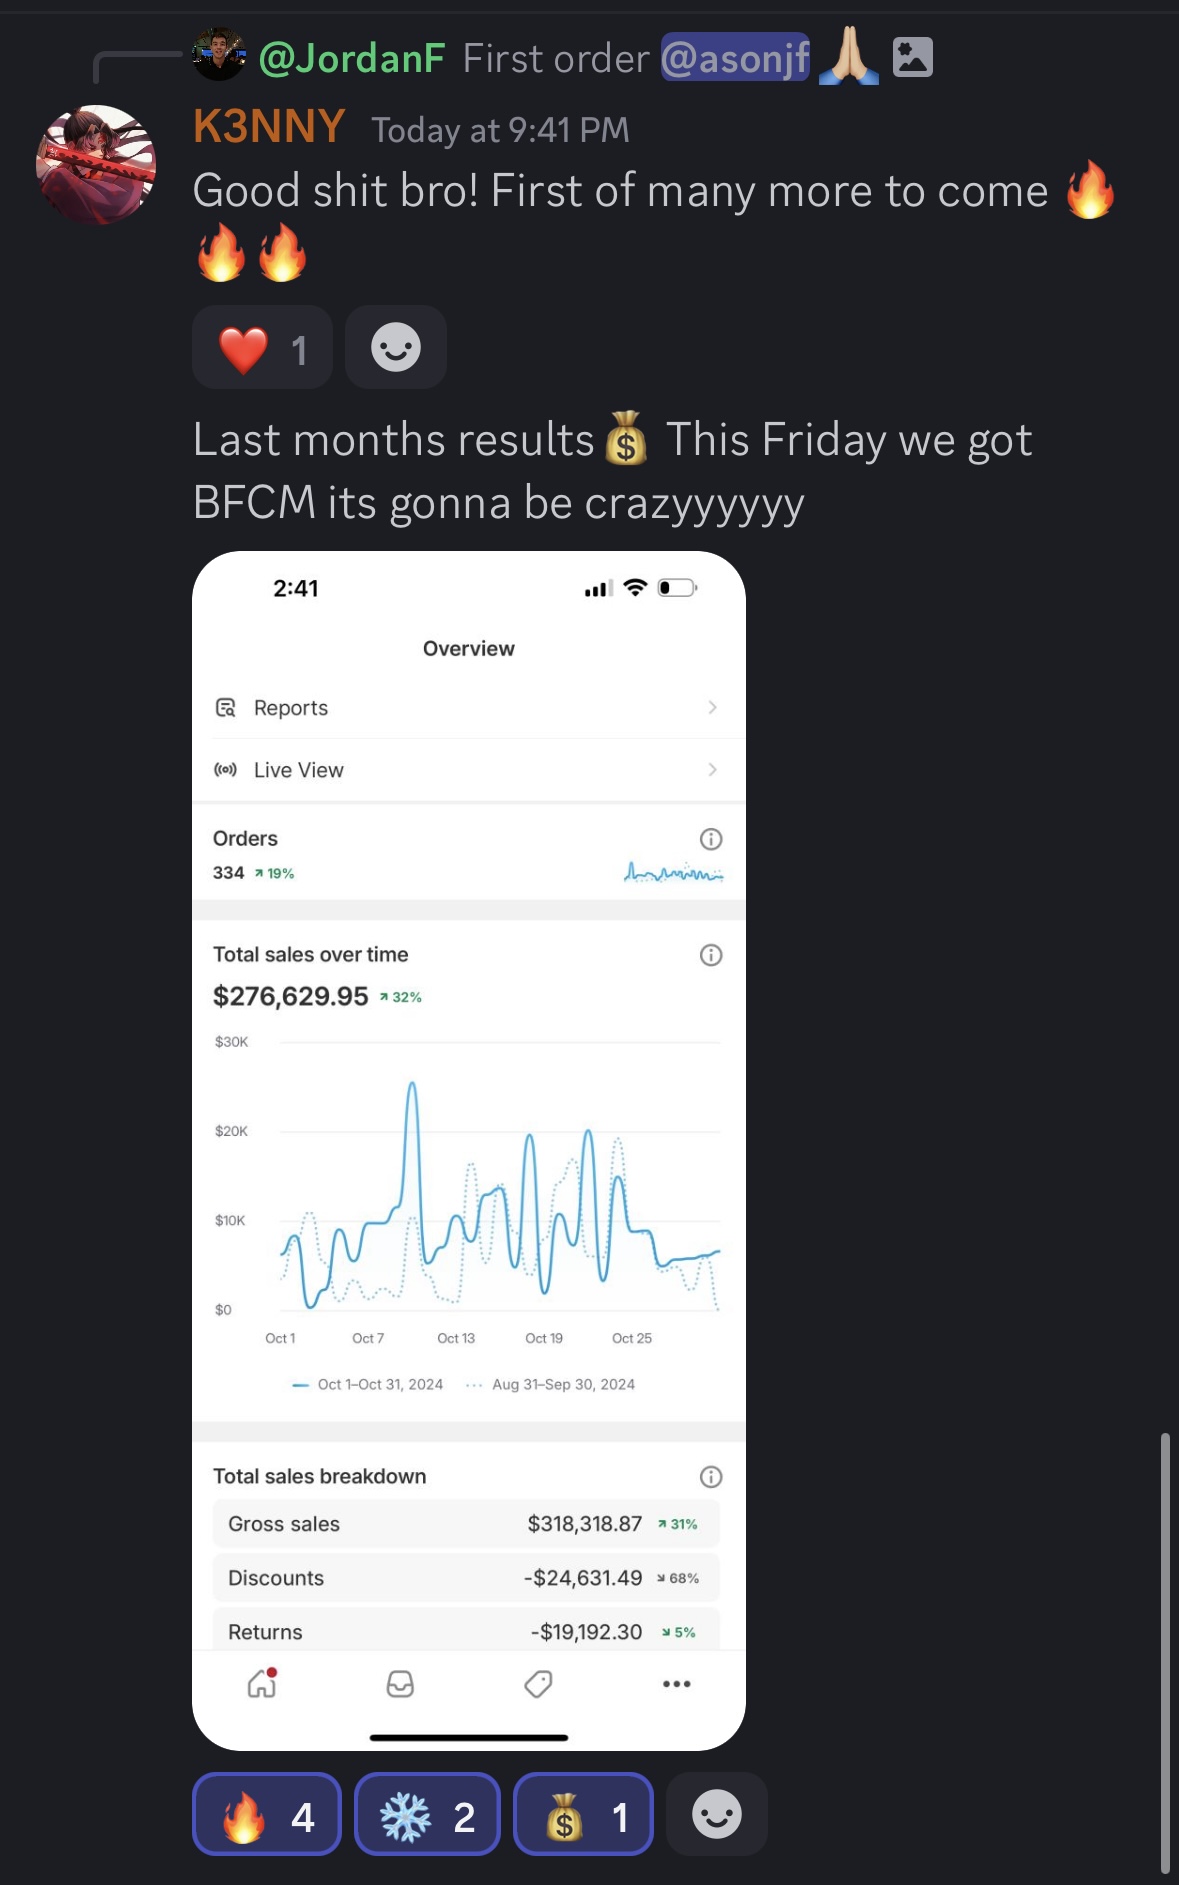 @JordanF First order @asonjf 🙏🏼
K3NNY Today at 9:41 PM
Good shit bro! First of many more to come 🔥
🔥🔥
❤️ 1
Last months results💰 This Friday we got
BFCM its gonna be crazyyyyyy
2:41
Overview
Reports
Live View
Orders
334 ↗ 19%
Total sales over time
$276,629.95 ↗ 32%
$30K
$20K
$10K
$0
Oct 1 Oct 7 Oct 13 Oct 19 Oct 25
Oct 1–Oct 31, 2024 Aug 31–Sep 30, 2024
Total sales breakdown
Gross sales $318,318.87 ↗ 31%
Discounts -$24,631.49 ↘ 68%
Returns -$19,192.30 ↘ 5%
🔥 4 ❄️ 2 💰 1